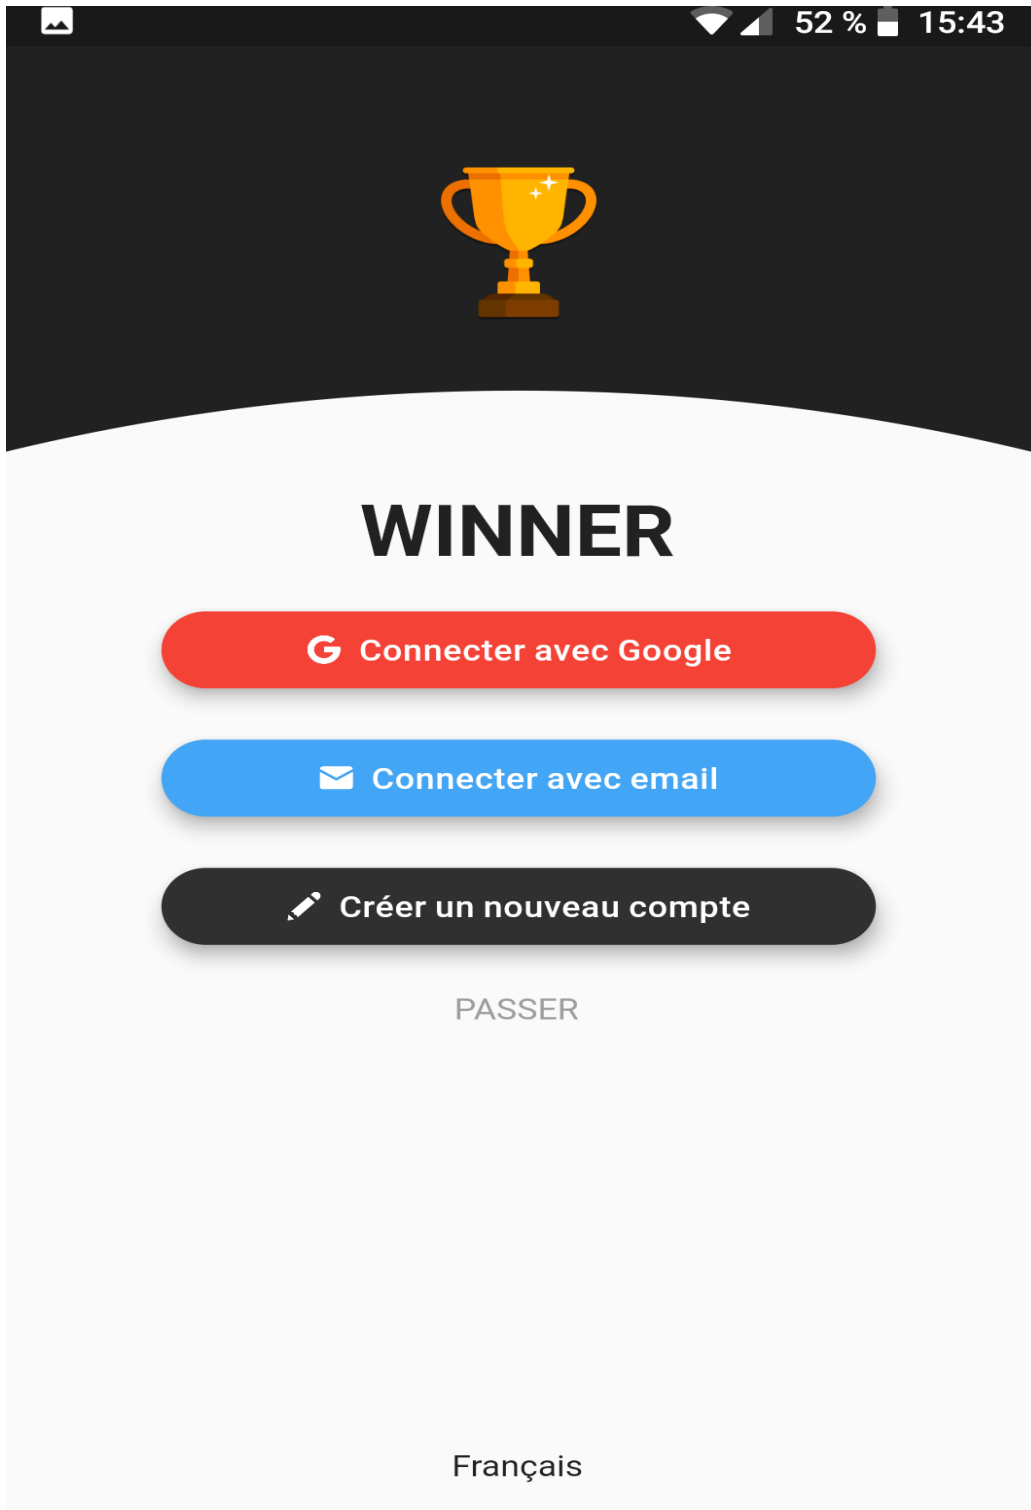 52 % 15:43
WINNER
Connecter avec Google
Connecter avec email
Créer un nouveau compte
PASSER
Français